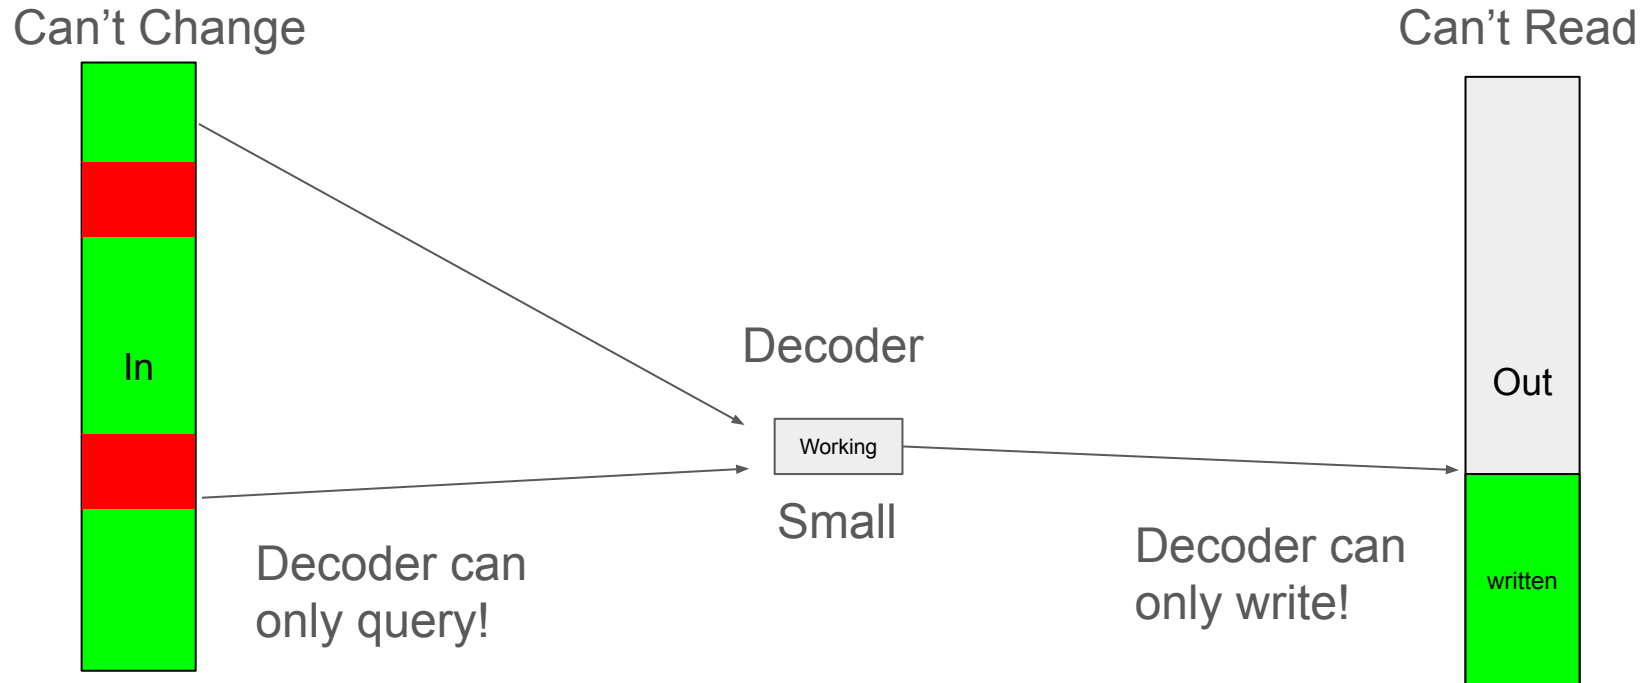 Can’t Change
Can’t Read
In
Decoder
Out
Working
Small
Decoder can
only query!
Decoder can
only write!
written